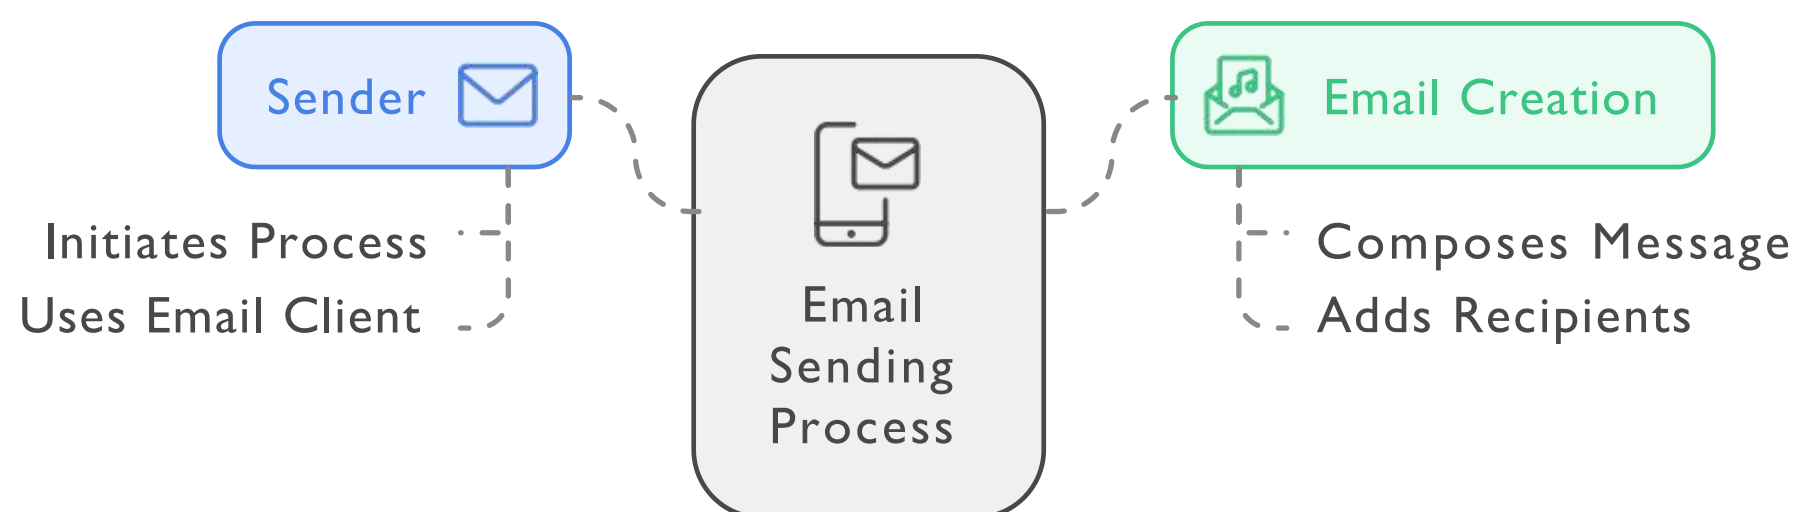 Sender
Initiates Process
Uses Email Client
Email
Sending
Process
Email Creation
Composes Message
Adds Recipients